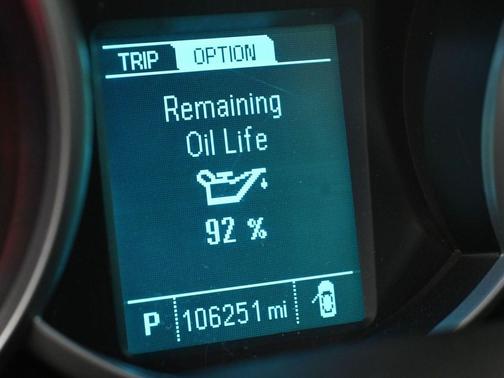 TRIP OPTION
Remaining
Oil Life
92 %
P 106251 mi